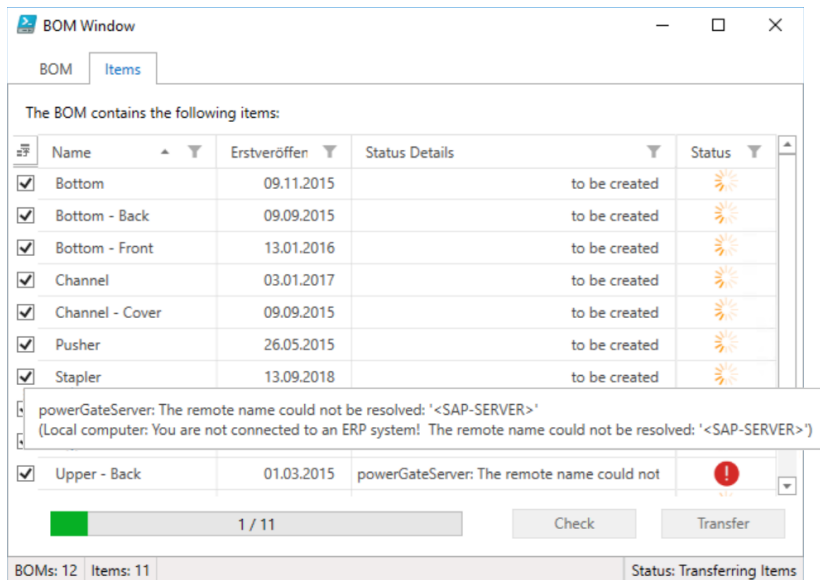 BOM Window
BOM Items
The BOM contains the following items:
Name Erstveröffen Status Details Status
Bottom 09.11.2015 to be created
Bottom - Back 09.09.2015 to be created
Bottom - Front 13.01.2016 to be created
Channel 03.01.2017 to be created
Channel - Cover 09.09.2015 to be created
Pusher 26.05.2015 to be created
Stapler 13.09.2018 to be created
powerGateServer: The remote name could not be resolved: '<SAP-SERVER>'
(Local computer: You are not connected to an ERP system! The remote name could not be resolved: '<SAP-SERVER>')
Upper - Back 01.03.2015 powerGateServer: The remote name could not
1 / 11 Check Transfer
BOMs: 12 Items: 11 Status: Transferring Items